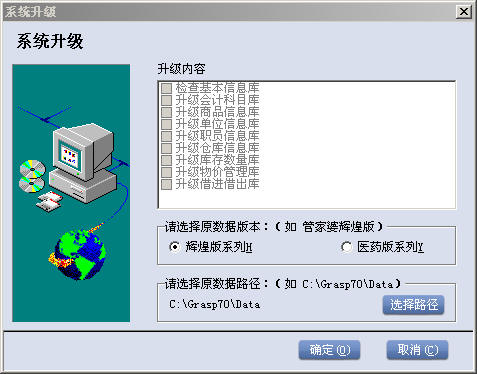 系统升级
系统升级
升级内容
检查基本信息库
升级会计科目库
升级商品信息库
升级单位信息库
升级职员信息库
升级仓库信息库
升级库存数量库
升级物价管理库
升级借进借出库
请选择原数据版本：（如 管家婆辉煌版）
辉煌版系列H
医药版系列Y
请选择原数据路径：（如 C:\Grasp70\Data）
C:\Grasp70\Data
选择路径
确定(O)
取消(C)